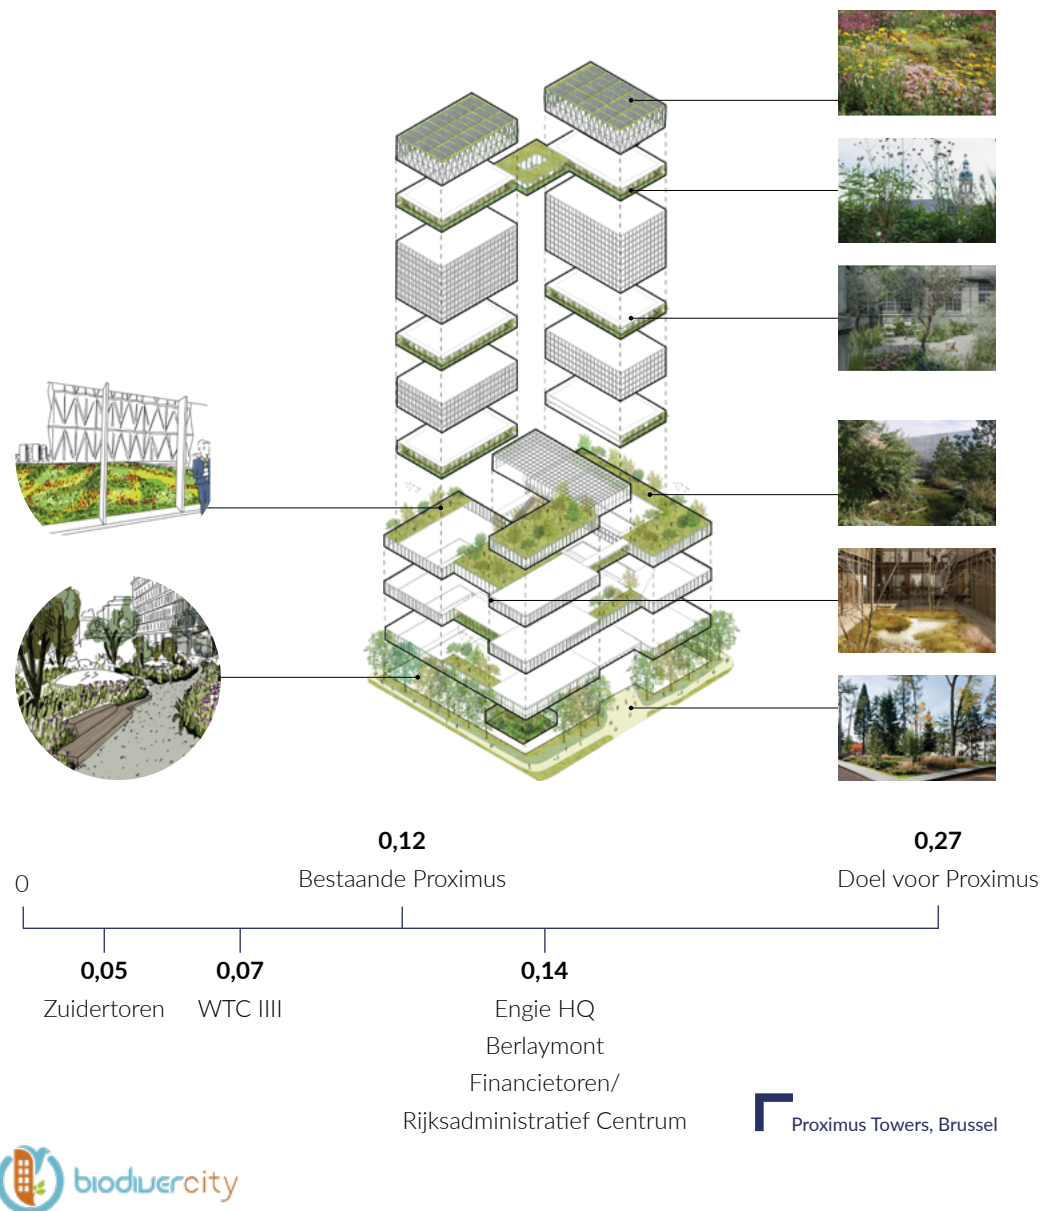 0,12
0,27
0
Bestaande Proximus
Doel voor Proximus
0,05
0,07
0,14
Zuidertoren
WTC IIII
Engie HQ
Berlaymont
Financietoren/
Rijksadministratief Centrum
Proximus Towers, Brussel
biodivercity